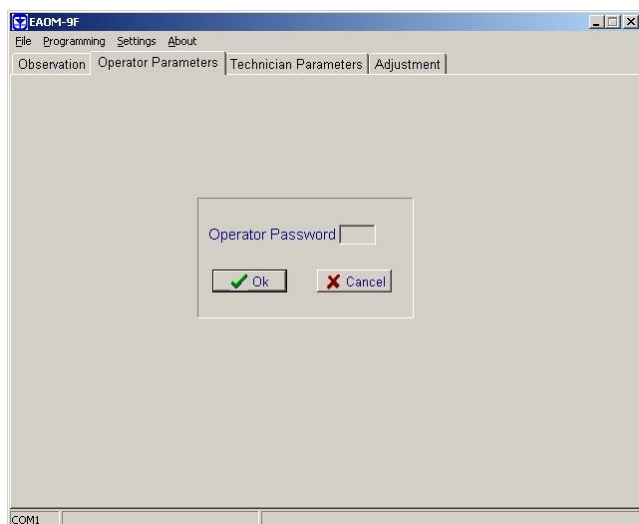 EAOM-9F
File Programming Settings About
Observation Operator Parameters Technician Parameters Adjustment
Operator Password
Ok Cancel
COM1